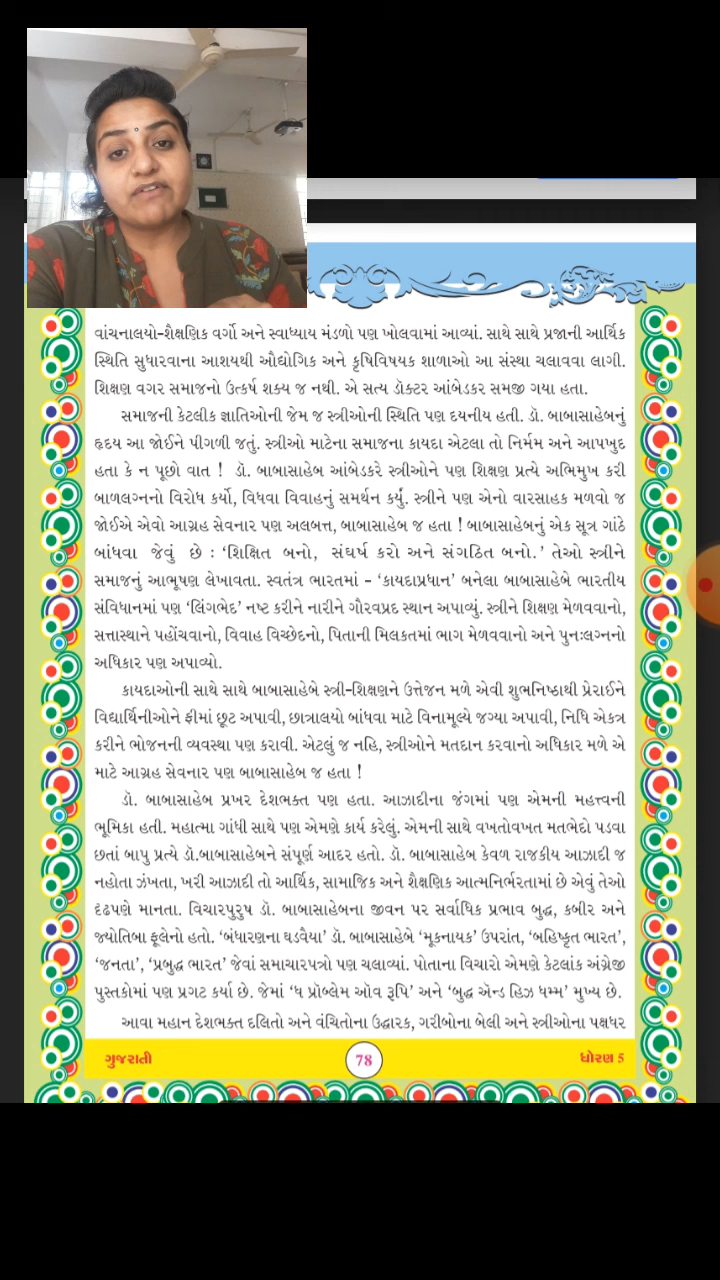 વાંચનાલયો-શૈક્ષણિક વર્ગો અને સ્વાધ્યાય મંડળો પણ ખોલવામાં આવ્યાં. સાથે સાથે પ્રજાની આર્થિક
સ્થિતિ સુધારવાના આશયથી ઔદ્યોગિક અને કૃષિવિષયક શાળાઓ આ સંસ્થા ચલાવવા લાગી.
શિક્ષણ વગર સમાજનો ઉત્કર્ષ શક્ય જ નથી. એ સત્ય ડૉક્ટર આંબેડકર સમજી ગયા હતા.
સમાજની કેટલીક જ્ઞાતિઓની જેમ જ સ્ત્રીઓની સ્થિતિ પણ દયનીય હતી. ડૉ. બાબાસાહેબનું
હૃદય આ જોઈને પીગળી જતું. સ્ત્રીઓ માટેના સમાજના કાયદા એટલા તો નિર્મમ અને આપખુદ
હતા કે ન પૂછો વાત ! ડૉ. બાબાસાહેબ આંબેડકરે સ્ત્રીઓને પણ શિક્ષણ પ્રત્યે અભિમુખ કરી
બાળલગ્નનો વિરોધ કર્યો, વિધવા વિવાહનું સમર્થન કર્યું. સ્ત્રીને પણ એનો વારસાહક મળવો જ
જોઈએ એવો આગ્રહ સેવનાર પણ અલબત્ત, બાબાસાહેબ જ હતા ! બાબાસાહેબનું એક સૂત્ર ગાંઠે
બાંધવા જેવું છે : ‘શિક્ષિત બનો, સંઘર્ષ કરો અને સંગઠિત બનો.’ તેઓ સ્ત્રીને
સમાજનું આભૂષણ લેખાવતા. સ્વતંત્ર ભારતમાં - ‘કાયદાપ્રધાન’ બનેલા બાબાસાહેબે ભારતીય
સંવિધાનમાં પણ ‘લિંગભેદ’ નષ્ટ કરીને નારીને ગૌરવપ્રદ સ્થાન અપાવ્યું. સ્ત્રીને શિક્ષણ મેળવવાનો,
સત્તાસ્થાને પહોંચવાનો, વિવાહ વિચ્છેદનો, પિતાની મિલકતમાં ભાગ મેળવવાનો અને પુનઃલગ્નનો
અધિકાર પણ અપાવ્યો.
કાયદાઓની સાથે સાથે બાબાસાહેબે સ્ત્રી-શિક્ષણને ઉત્તેજન મળે એવી શુભનિષ્ઠાથી પ્રેરાઈને
વિદ્યાર્થિનીઓને ફીમાં છૂટ અપાવી, છાત્રાલયો બાંધવા માટે વિનામૂલ્યે જગ્યા અપાવી, નિધિ એકત્ર
કરીને ભોજનની વ્યવસ્થા પણ કરાવી. એટલું જ નહિ, સ્ત્રીઓને મતદાન કરવાનો અધિકાર મળે એ
માટે આગ્રહ સેવનાર પણ બાબાસાહેબ જ હતા !
ડૉ. બાબાસાહેબ પ્રખર દેશભક્ત પણ હતા. આઝાદીના જંગમાં પણ એમની મહત્ત્વની
ભૂમિકા હતી. મહાત્મા ગાંધી સાથે પણ એમણે કાર્ય કરેલું. એમની સાથે વખતોવખત મતભેદો પડવા
છતાં બાપુ પ્રત્યે ડૉ.બાબાસાહેબને સંપૂર્ણ આદર હતો. ડૉ. બાબાસાહેબ કેવળ રાજકીય આઝાદી જ
નહોતા ઝંખતા, ખરી આઝાદી તો આર્થિક, સામાજિક અને શૈક્ષણિક આત્મનિર્ભરતામાં છે એવું તેઓ
દૃઢપણે માનતા. વિચારપુરુષ ડૉ. બાબાસાહેબના જીવન પર સર્વાધિક પ્રભાવ બુદ્ધ, કબીર અને
જ્યોતિબા ફૂલેનો હતો. ‘બંધારણના ઘડવૈયા’ ડૉ. બાબાસાહેબે ‘મૂકનાયક’ ઉપરાંત, ‘બહિષ્કૃત ભારત’,
‘જનતા’, ‘પ્રબુદ્ધ ભારત’ જેવાં સમાચારપત્રો પણ ચલાવ્યાં. પોતાના વિચારો એમણે કેટલાંક અંગ્રેજી
પુસ્તકોમાં પણ પ્રગટ કર્યા છે. જેમાં ‘ધ પ્રૉબ્લેમ ઑવ રૂપિ’ અને ‘બુદ્ધ ઍન્ડ હિઝ ધમ્મ’ મુખ્ય છે.
આવા મહાન દેશભક્ત દલિતો અને વંચિતોના ઉદ્ધારક, ગરીબોના બેલી અને સ્ત્રીઓના પક્ષધર
ગુજરાતી 78 ધોરણ 5